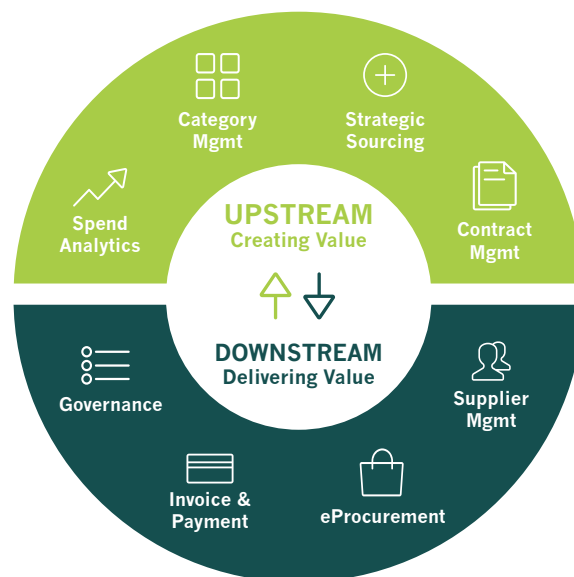 Category
Mgmt
Strategic
Sourcing
Spend
Analytics
Contract
Mgmt
UPSTREAM
Creating Value
DOWNSTREAM
Delivering Value
Governance
Supplier
Mgmt
Invoice &
Payment
eProcurement